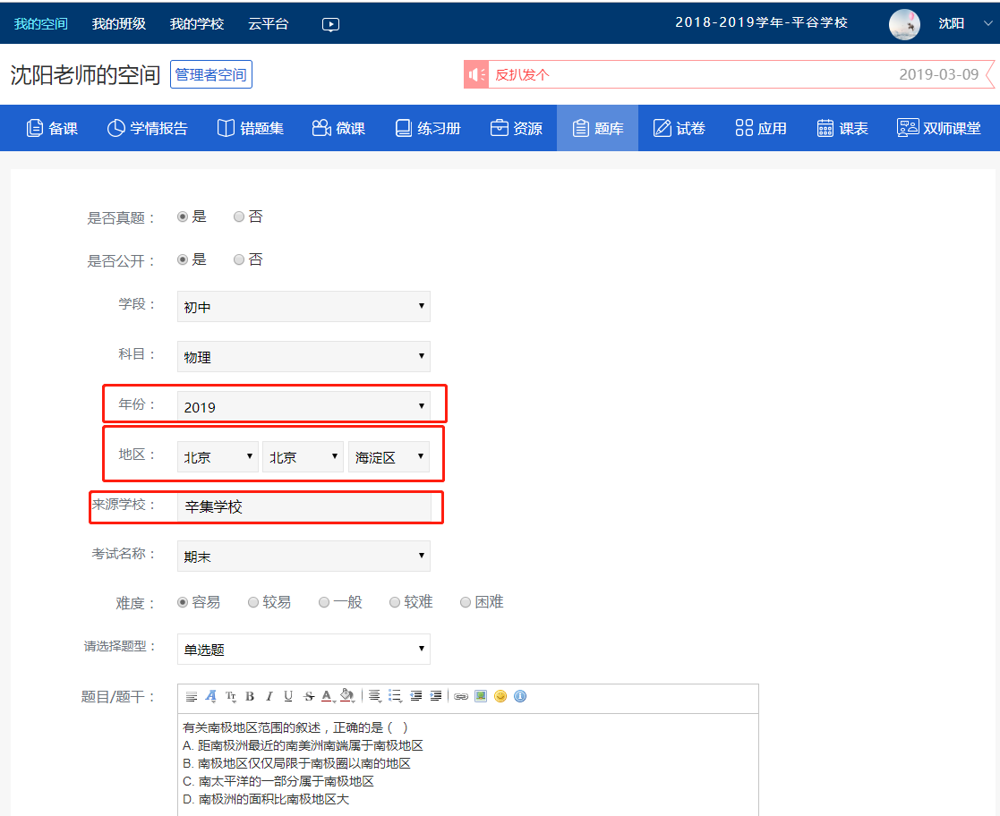 我的空间 我的班级 我的学校 云平台 2018-2019学年-平谷学校 沈阳
沈阳老师的空间 管理者空间 反扒发个 2019-03-09
备课 学情报告 错题集 微课 练习册 资源 题库 试卷 应用 课表 双师课堂
是否真题： 是 否
是否公开： 是 否
学段： 初中
科目： 物理
年份： 2019
地区： 北京 北京 海淀区
来源学校： 辛集学校
考试名称： 期末
难度： 容易 较易 一般 较难 困难
请选择题型： 单选题
题目/题干：
有关南极地区范围的叙述，正确的是（ ）
A. 距南极洲最近的南美洲南端属于南极地区
B. 南极地区仅仅局限于南极圈以南的地区
C. 南太平洋的一部分属于南极地区
D. 南极洲的面积比南极地区大